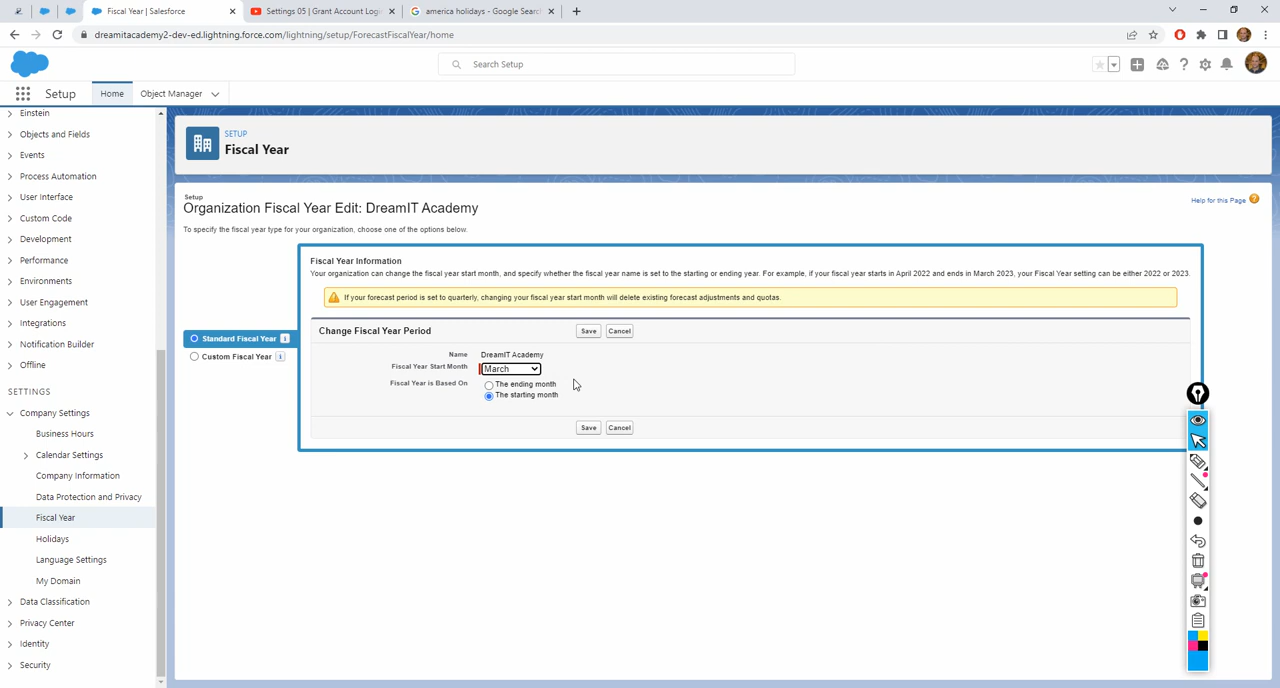 Fiscal Year | Salesforce
Settings 05 | Grant Account Logi
america holidays - Google Search
dreamitacademy2-dev-ed.lightning.force.com/lightning/setup/ForecastFiscalYear/home
Search Setup
Setup
Home
Object Manager
Einstein
Objects and Fields
Events
Process Automation
User Interface
Custom Code
Development
Performance
Environments
User Engagement
Integrations
Notification Builder
Offline
SETTINGS
Company Settings
Business Hours
Calendar Settings
Company Information
Data Protection and Privacy
Fiscal Year
Holidays
Language Settings
My Domain
Data Classification
Privacy Center
Identity
Security
SETUP
Fiscal Year
Setup
Organization Fiscal Year Edit: DreamIT Academy
Help for this Page
To specify the fiscal year type for your organization, choose one of the options below.
Standard Fiscal Year
Custom Fiscal Year
Fiscal Year Information
Your organization can change the fiscal year start month, and specify whether the fiscal year name is set to the starting or ending year. For example, if your fiscal year starts in April 2022 and ends in March 2023, your Fiscal Year setting can be either 2022 or 2023.
If your forecast period is set to quarterly, changing your fiscal year start month will delete existing forecast adjustments and quotas.
Change Fiscal Year Period
Save
Cancel
Name DreamIT Academy
Fiscal Year Start Month March
Fiscal Year is Based On The ending month
The starting month
Save
Cancel